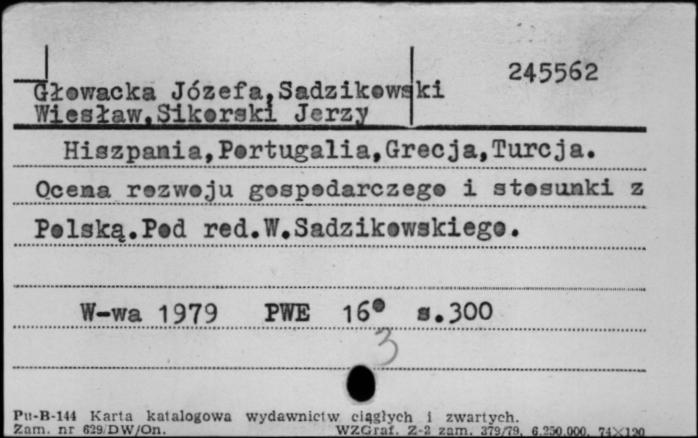 245562
Głowacka Józefa,Sadzikowski
Wiesław,Sikorski Jerzy
Hiszpania,Portugalia,Grecja,Turcja.
Ocena rozwoju gospodarczego i stosunki z
Polską.Pod red.W.Sadzikowskiego.
W-wa 1979 PWE 16° s.300
3
Pu-B-144 Karta katalogowa wydawnictw ciągłych i zwartych.
Zam. nr 629/DW/On. WZGraf. Z-2 zam. 379/79, 6.250.000, 74×120